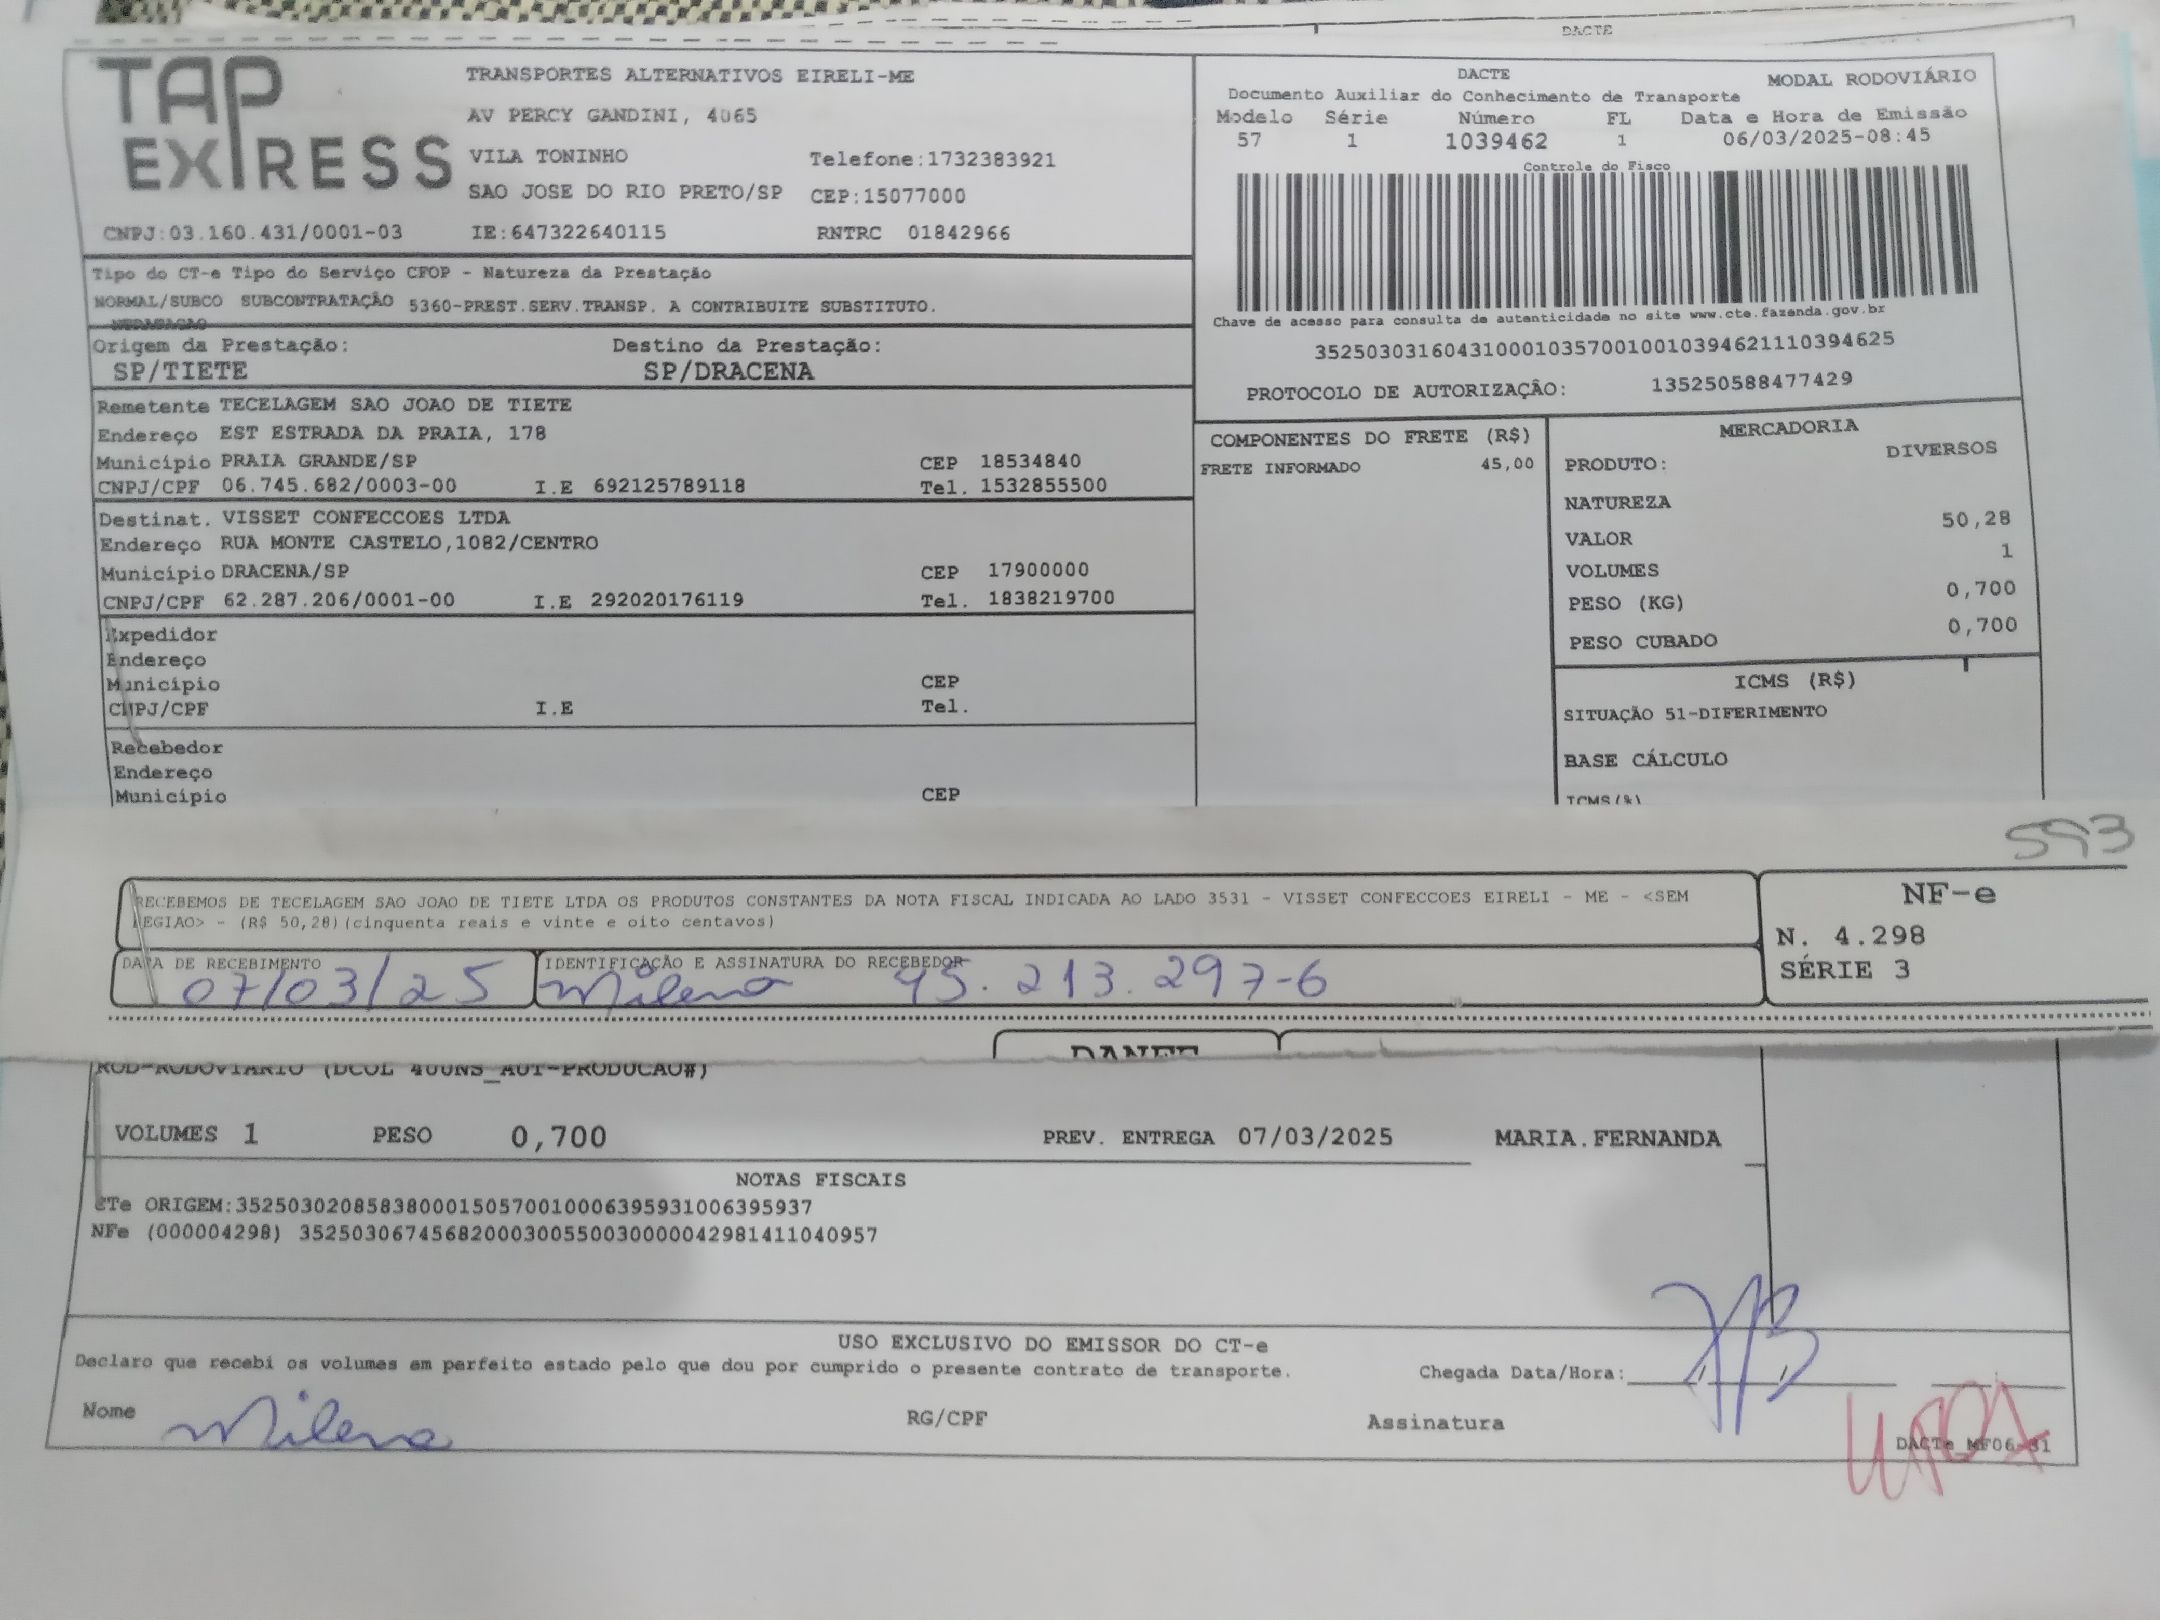 DACTE
TAP EXPRESS
TRANSPORTES ALTERNATIVOS EIRELI-ME
AV PERCY GANDINI, 4065
VILA TONINHO Telefone:1732383921
SAO JOSE DO RIO PRETO/SP CEP:15077000
CNPJ:03.160.431/0001-03 IE:647322640115 RNTRC 01842966
DACTE MODAL RODOVIÁRIO
Documento Auxiliar do Conhecimento de Transporte
Modelo Série Número FL Data e Hora de Emissão
57 1 1039462 1 06/03/2025-08:45
Controle do Fisco
Chave de acesso para consulta de autenticidade no site www.cte.fazenda.gov.br
35250303160431000103570010010394621110394625
PROTOCOLO DE AUTORIZAÇÃO: 135250588477429
Tipo do CT-e Tipo do Serviço CFOP - Natureza da Prestação
NORMAL/SUBCO SUBCONTRATAÇÃO 5360-PREST.SERV.TRANSP. A CONTRIBUITE SUBSTITUTO.
Origem da Prestação: Destino da Prestação:
SP/TIETE SP/DRACENA
Remetente TECELAGEM SAO JOAO DE TIETE
Endereço EST ESTRADA DA PRAIA, 178
Município PRAIA GRANDE/SP CEP 18534840
CNPJ/CPF 06.745.682/0003-00 I.E 692125789118 Tel. 1532855500
Destinat. VISSET CONFECCOES LTDA
Endereço RUA MONTE CASTELO,1082/CENTRO
Município DRACENA/SP CEP 17900000
CNPJ/CPF 62.287.206/0001-00 I.E 292020176119 Tel. 1838219700
Expedidor
Endereço
Município CEP
CNPJ/CPF I.E Tel.
Recebedor
Endereço
Município CEP
COMPONENTES DO FRETE (R$)
FRETE INFORMADO 45,00
MERCADORIA
PRODUTO: DIVERSOS
NATUREZA
VALOR 50,28
VOLUMES 1
PESO (KG) 0,700
PESO CUBADO 0,700
ICMS (R$)
SITUAÇÃO 51-DIFERIMENTO
BASE CÁLCULO
ICMS(%)
593
RECEBEMOS DE TECELAGEM SAO JOAO DE TIETE LTDA OS PRODUTOS CONSTANTES DA NOTA FISCAL INDICADA AO LADO 3531 - VISSET CONFECCOES EIRELI - ME - <SEM
REGIAO> - (R$ 50,28)(cinquenta reais e vinte e oito centavos)
DATA DE RECEBIMENTO IDENTIFICAÇÃO E ASSINATURA DO RECEBEDOR
07/03/25 Milena 45.213.297-6
NF-e
N. 4.298
SÉRIE 3
DANFE
ROD-RODOVIARIO (DCOL 400NS_AUT-PRODUCAO#)
VOLUMES 1 PESO 0,700 PREV. ENTREGA 07/03/2025 MARIA.FERNANDA
NOTAS FISCAIS
CTe ORIGEM:35250302085838000150570010006395931006395937
NFe (000004298) 35250306745682000300550030000042981411040957
USO EXCLUSIVO DO EMISSOR DO CT-e
Declaro que recebi os volumes em perfeito estado pelo que dou por cumprido o presente contrato de transporte. Chegada Data/Hora:
Nome Milena RG/CPF Assinatura
DACTe_MF06-31